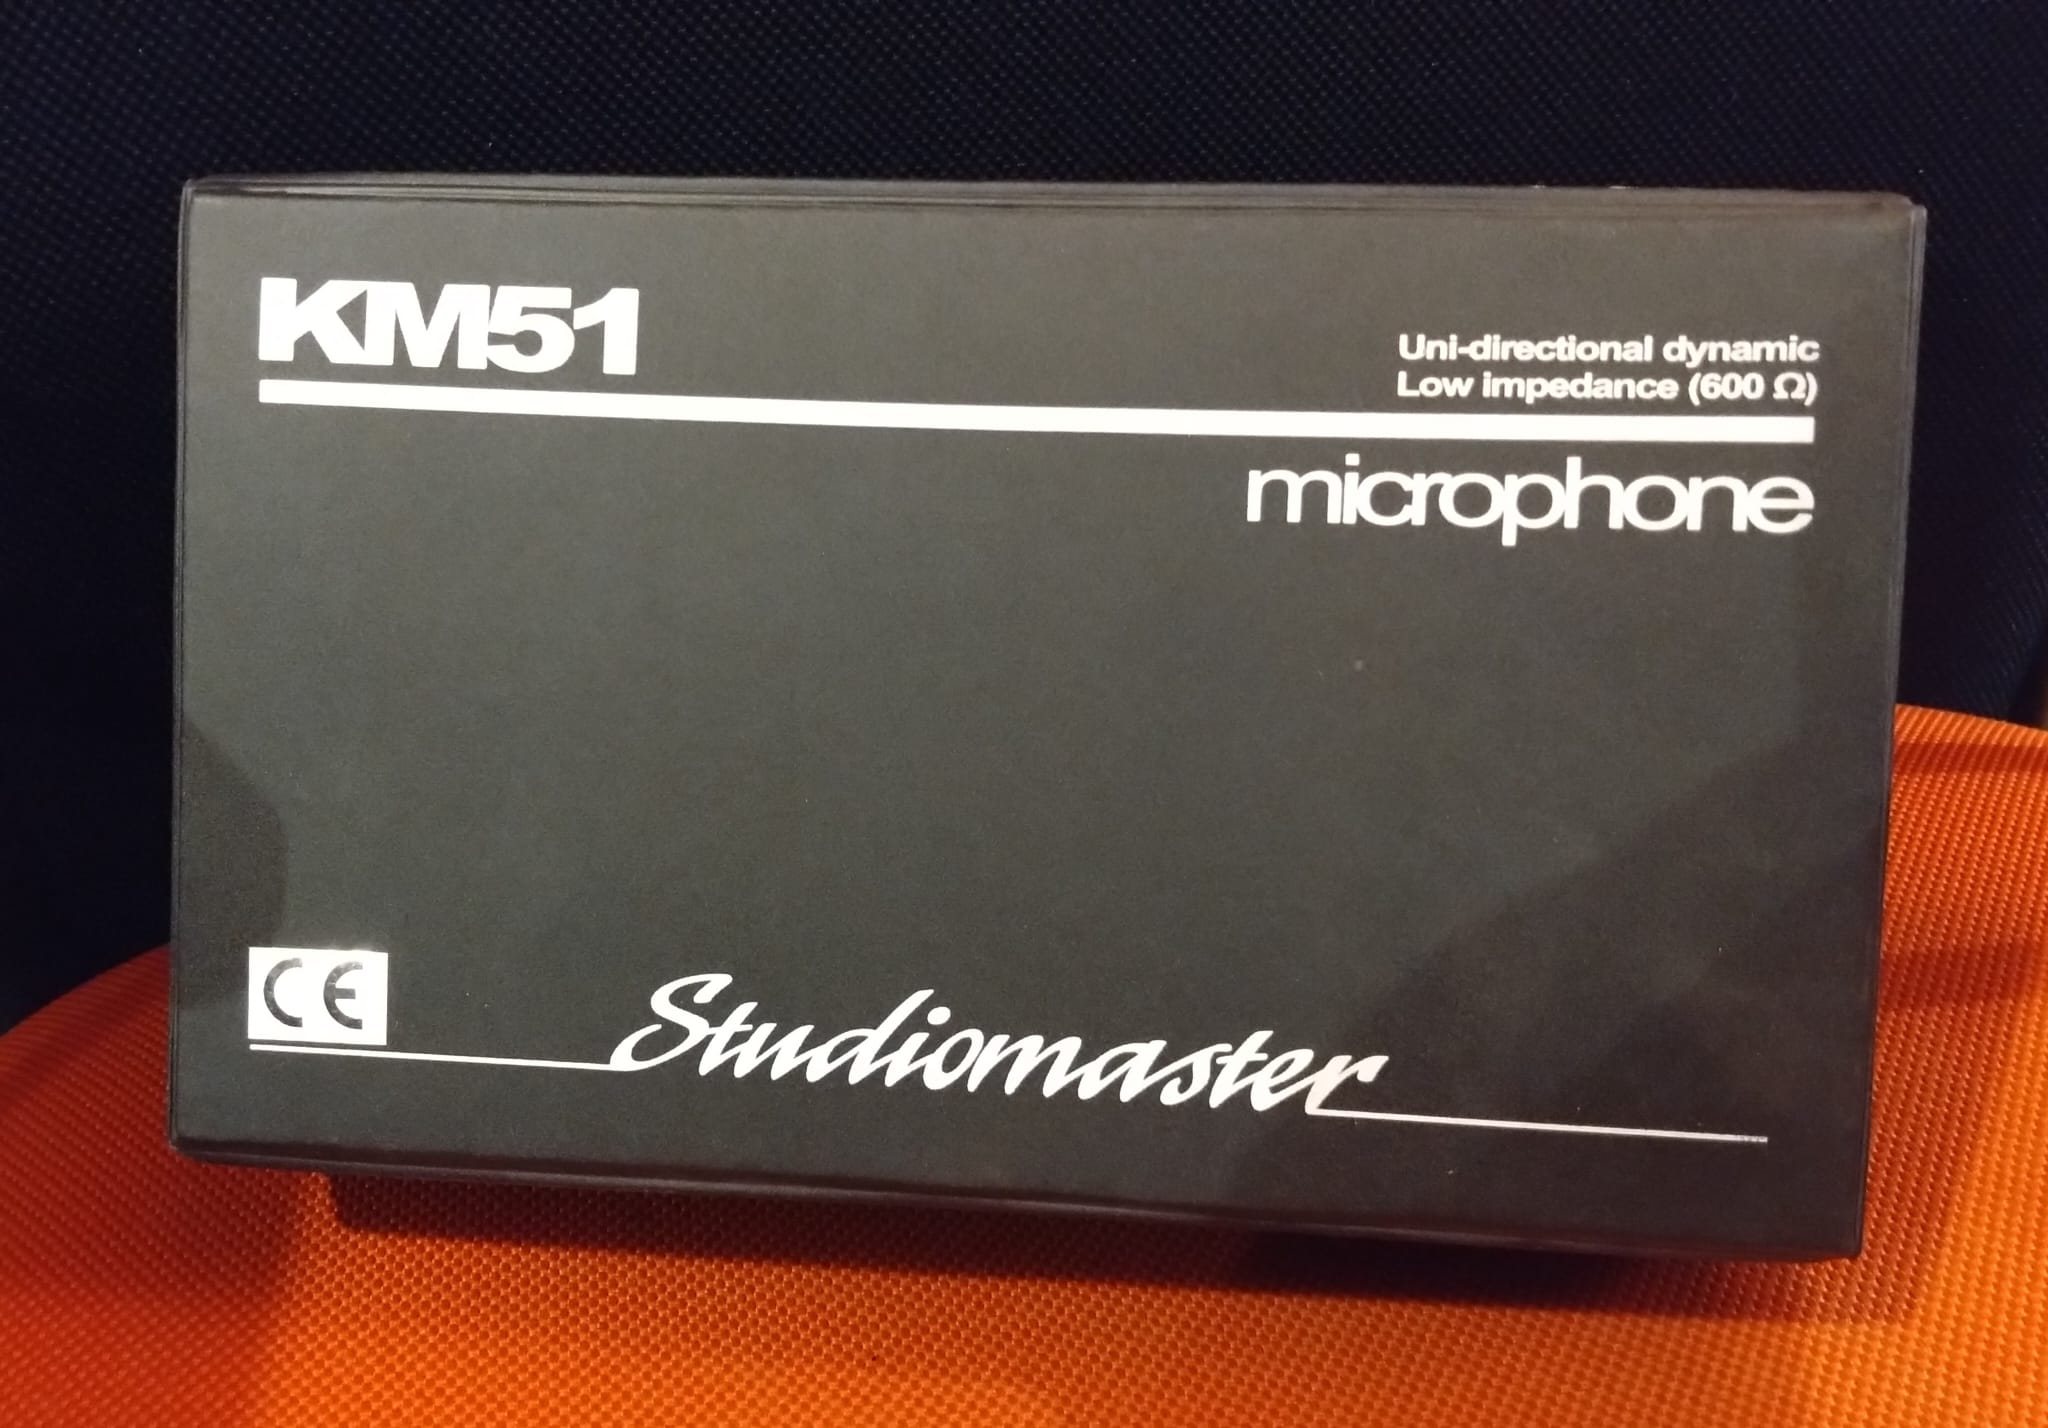 KM51
Uni-directional dynamic
Low impedance (600 Ω)
microphone
CE
Studiomaster